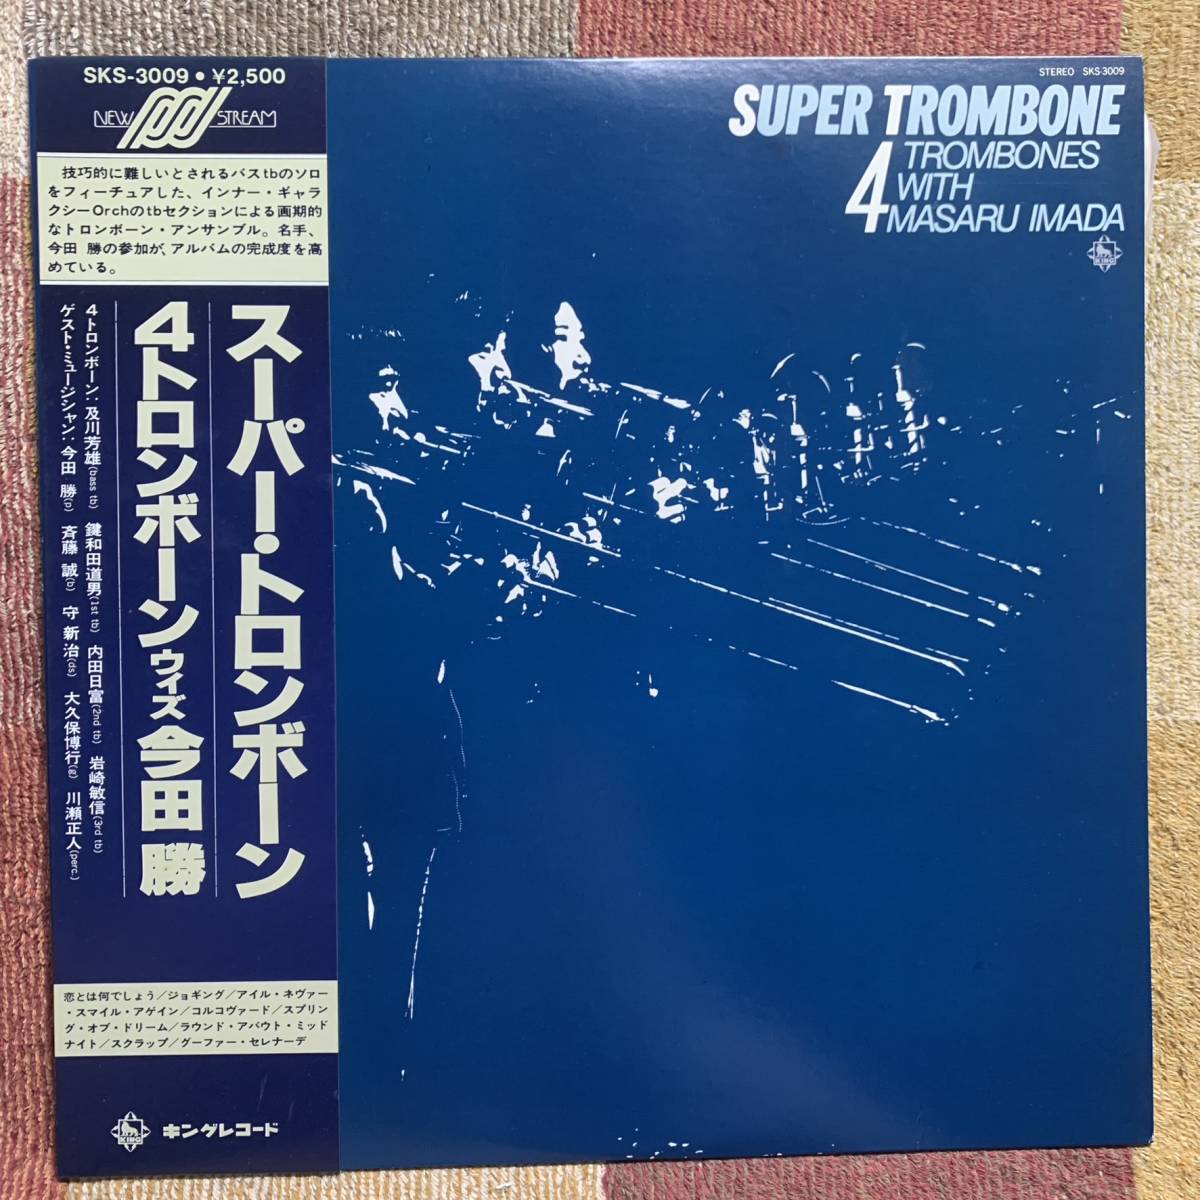 SKS-3009・¥2,500
NEW STREAM
技巧的に難しいとされるバスtbのソロ
をフィーチュアした、インナー・ギャラ
クシーOrchのtbセクションによる画期的
なトロンボーン・アンサンブル。名手、
今田 勝の参加が、アルバムの完成度を高
めている。
スーパー・トロンボーン
4トロンボーンウィズ今田 勝
4トロンボーン:及川芳雄(bass tb) 鍵和田道男(1st tb) 内田日富(2nd tb) 岩崎敏信(3rd tb)
ゲスト・ミュージシャン:今田 勝(p) 斉藤 誠(b) 守 新治(ds) 大久保博行(g) 川瀬正人(perc.)
恋とは何でしょう/ジョギング/アイル・ネヴァー
・スマイル・アゲイン/コルコヴァード/スプリン
グ・オブ・ドリーム/ラウンド・アバウト・ミッド
ナイト/スクラップ/グーファー・セレナーデ
KING キングレコード
STEREO SKS-3009
SUPER TROMBONE
4 TROMBONES
WITH
MASARU IMADA
KING